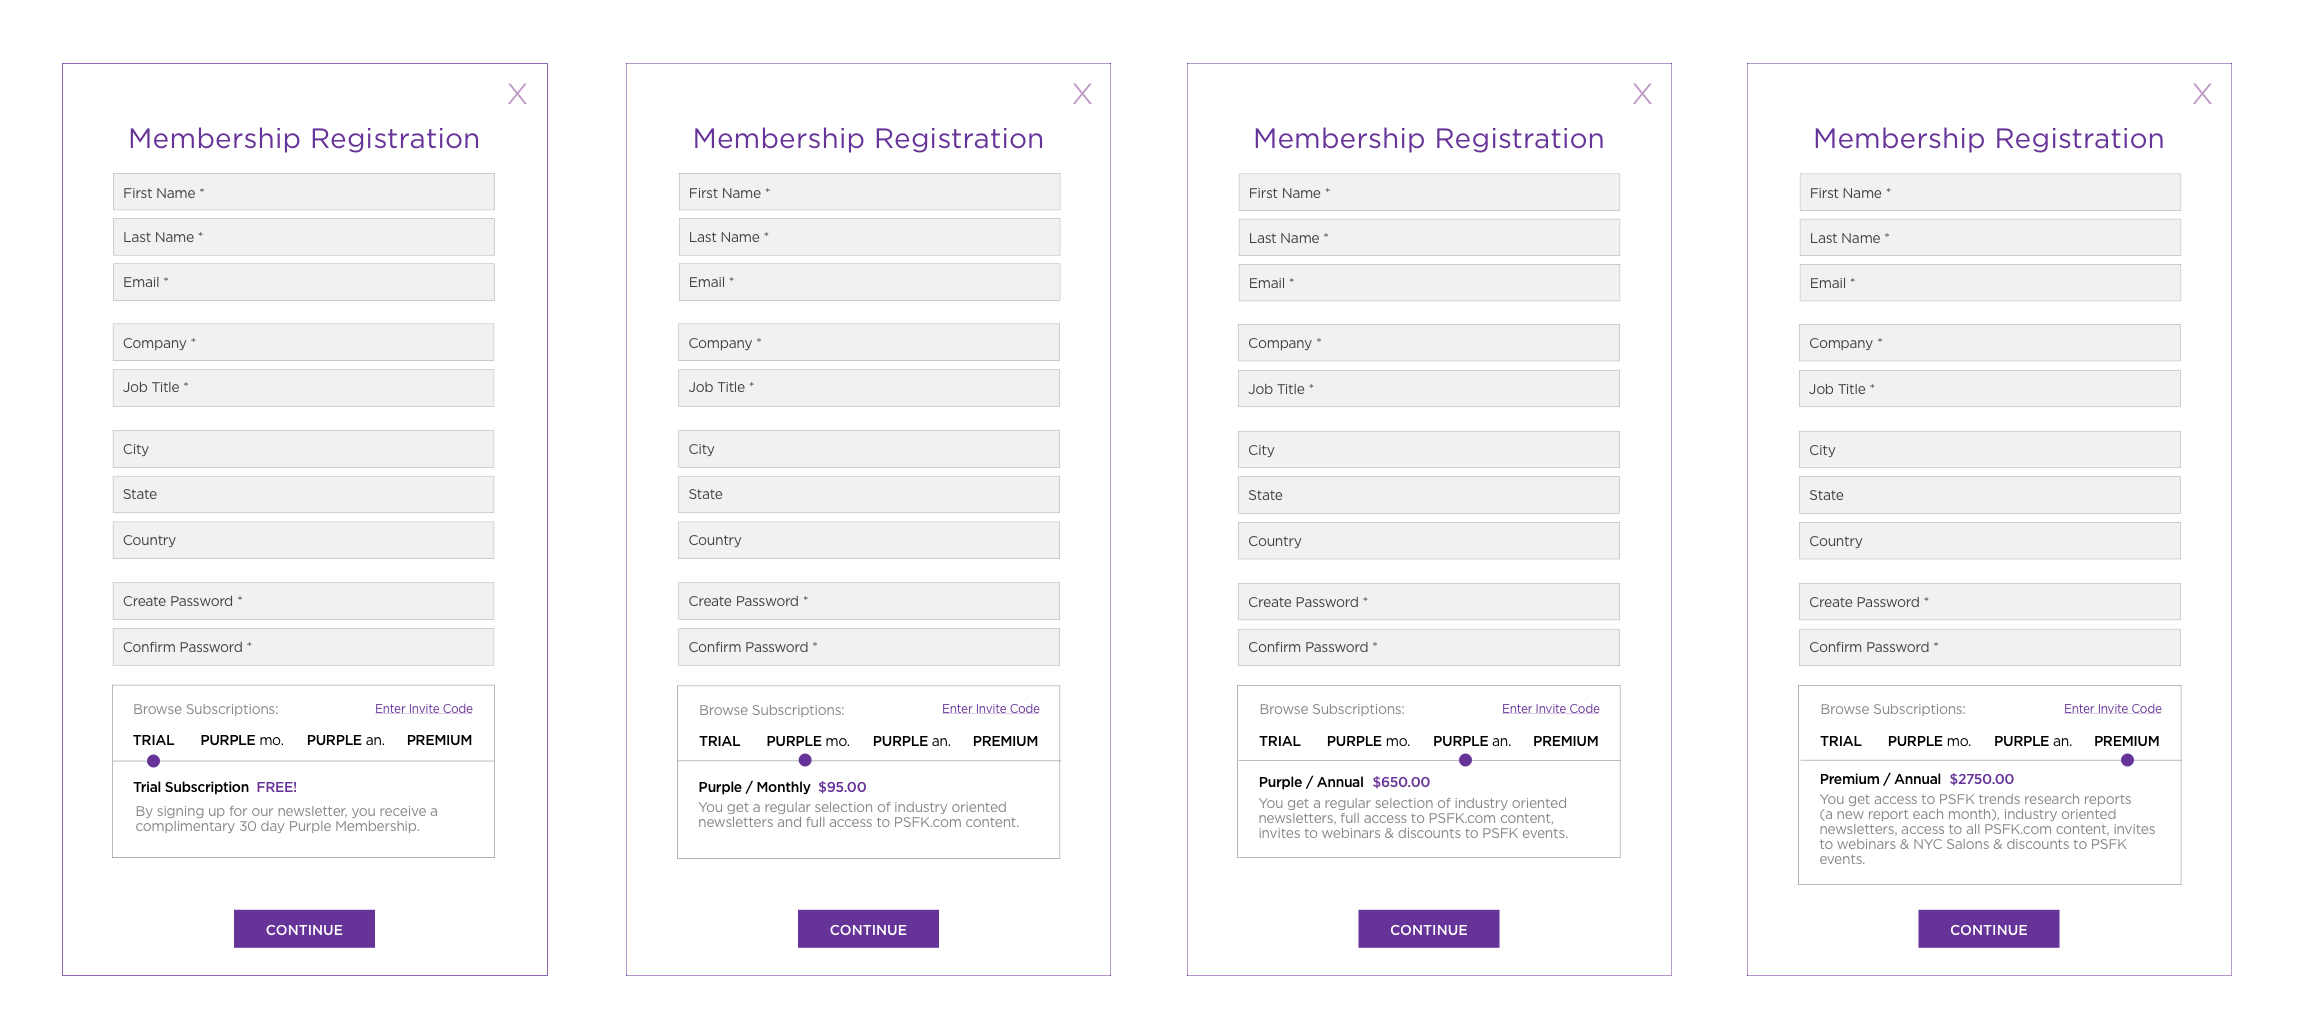 X
Membership Registration
First Name *
Last Name *
Email *
Company *
Job Title *
City
State
Country
Create Password *
Confirm Password *
Browse Subscriptions: Enter Invite Code
TRIAL PURPLE mo. PURPLE an. PREMIUM
Trial Subscription FREE!
By signing up for our newsletter, you receive a
complimentary 30 day Purple Membership.
CONTINUE
X
Membership Registration
First Name *
Last Name *
Email *
Company *
Job Title *
City
State
Country
Create Password *
Confirm Password *
Browse Subscriptions: Enter Invite Code
TRIAL PURPLE mo. PURPLE an. PREMIUM
Purple / Monthly $95.00
You get a regular selection of industry oriented
newsletters and full access to PSFK.com content.
CONTINUE
X
Membership Registration
First Name *
Last Name *
Email *
Company *
Job Title *
City
State
Country
Create Password *
Confirm Password *
Browse Subscriptions: Enter Invite Code
TRIAL PURPLE mo. PURPLE an. PREMIUM
Purple / Annual $650.00
You get a regular selection of industry oriented
newsletters, full access to PSFK.com content,
invites to webinars & discounts to PSFK events.
CONTINUE
X
Membership Registration
First Name *
Last Name *
Email *
Company *
Job Title *
City
State
Country
Create Password *
Confirm Password *
Browse Subscriptions: Enter Invite Code
TRIAL PURPLE mo. PURPLE an. PREMIUM
Premium / Annual $2750.00
You get access to PSFK trends research reports
(a new report each month), industry oriented
newsletters, access to all PSFK.com content, invites
to webinars & NYC Salons & discounts to PSFK
events.
CONTINUE